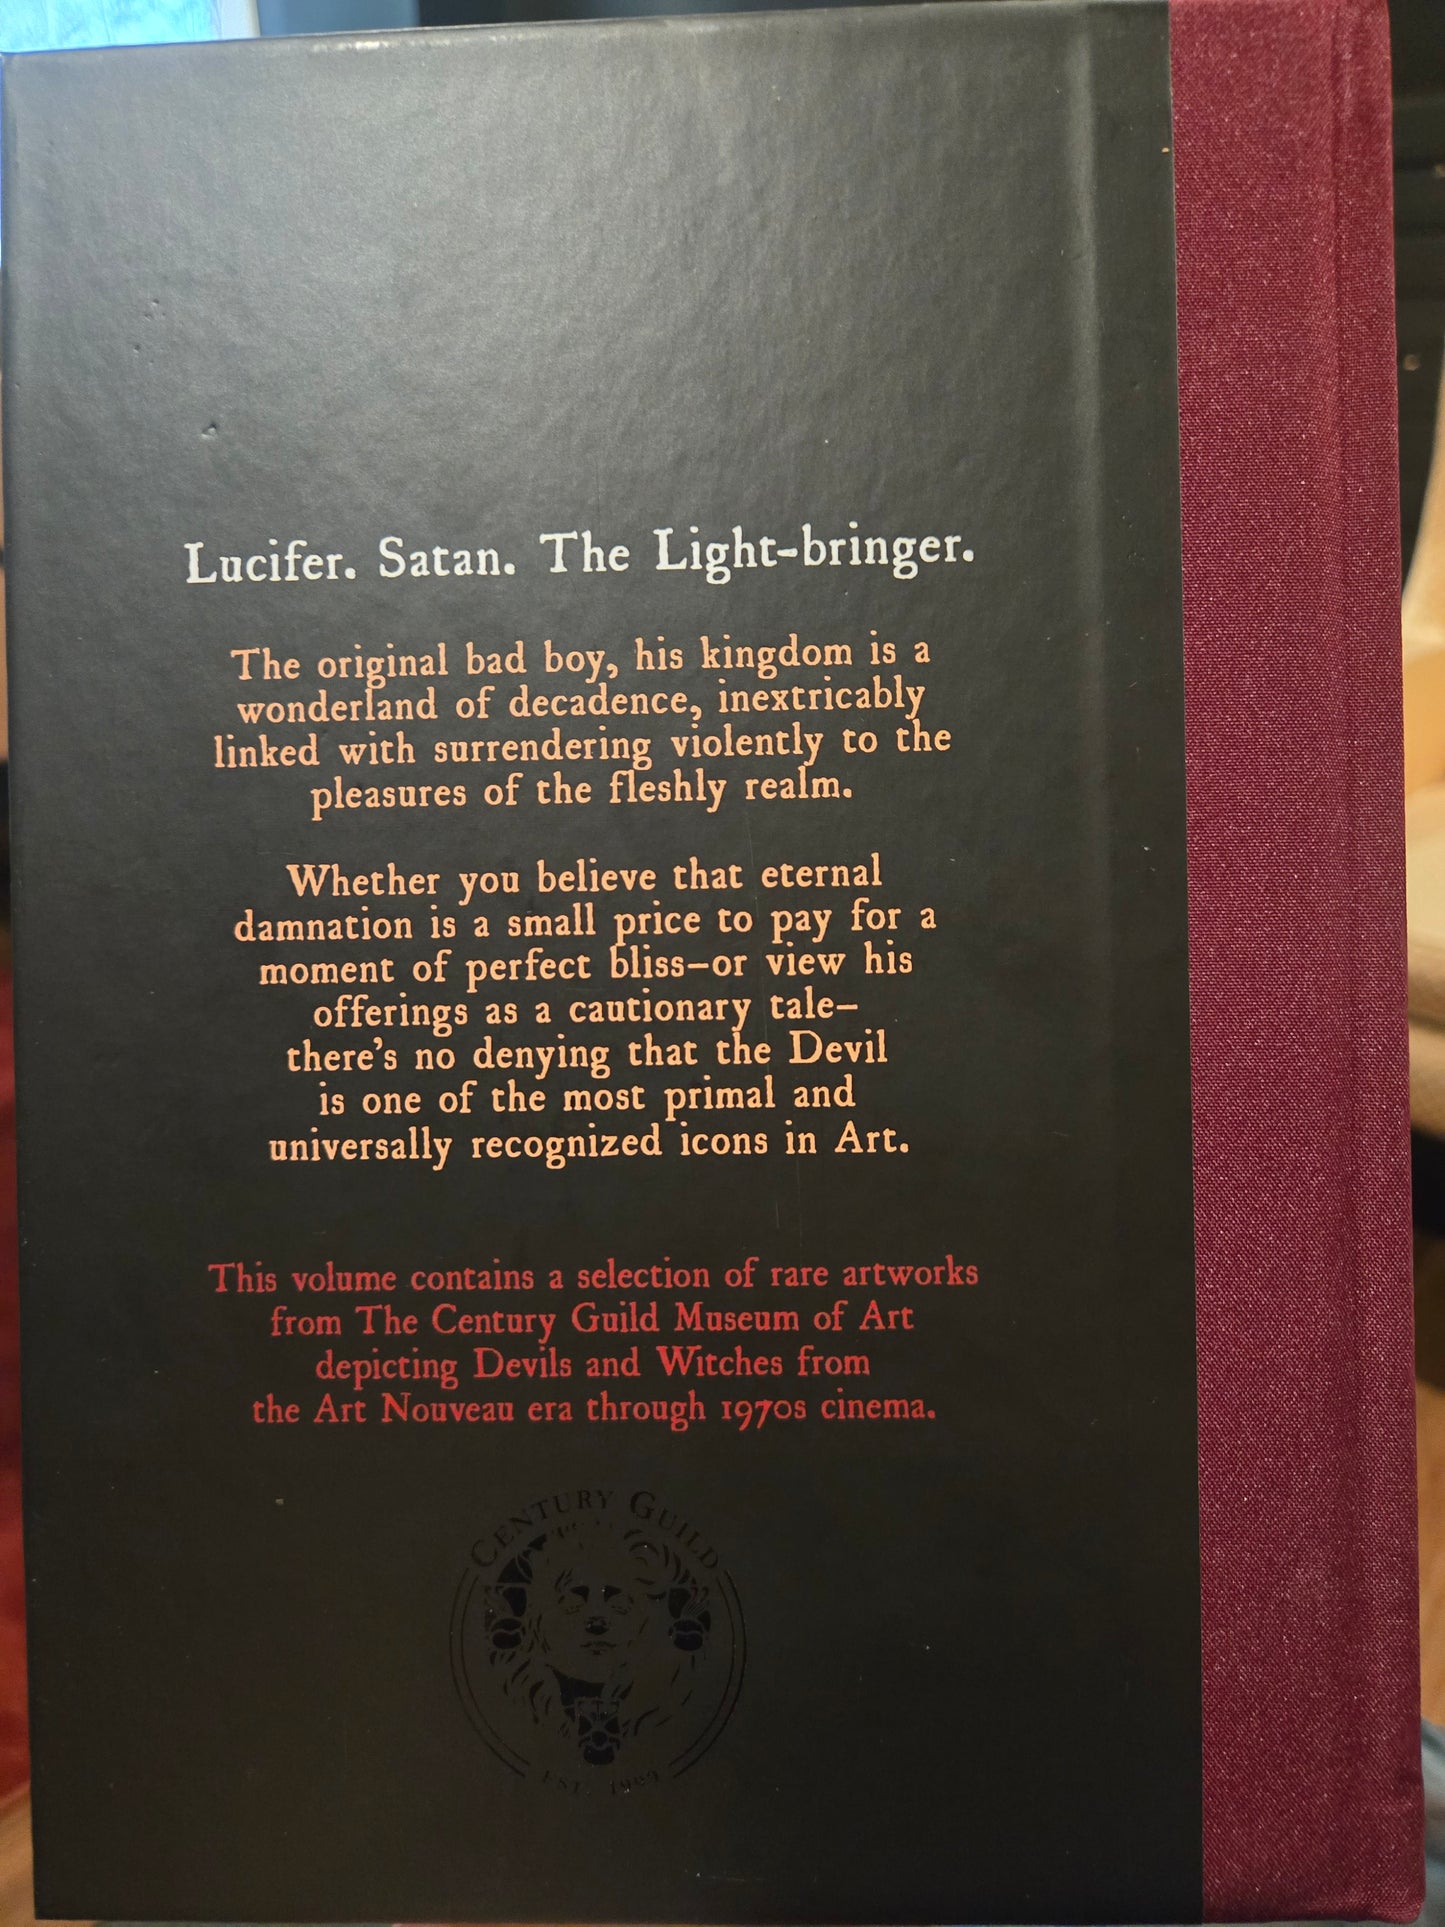 Lucifer. Satan. The Light-bringer.
The original bad boy, his kingdom is a
wonderland of decadence, inextricably
linked with surrendering violently to the
pleasures of the fleshly realm.
Whether you believe that eternal
damnation is a small price to pay for a
moment of perfect bliss—or view his
offerings as a cautionary tale—
there's no denying that the Devil
is one of the most primal and
universally recognized icons in Art.
This volume contains a selection of rare artworks
from The Century Guild Museum of Art
depicting Devils and Witches from
the Art Nouveau era through 1970s cinema.
CENTURY GUILD
EST. 1999